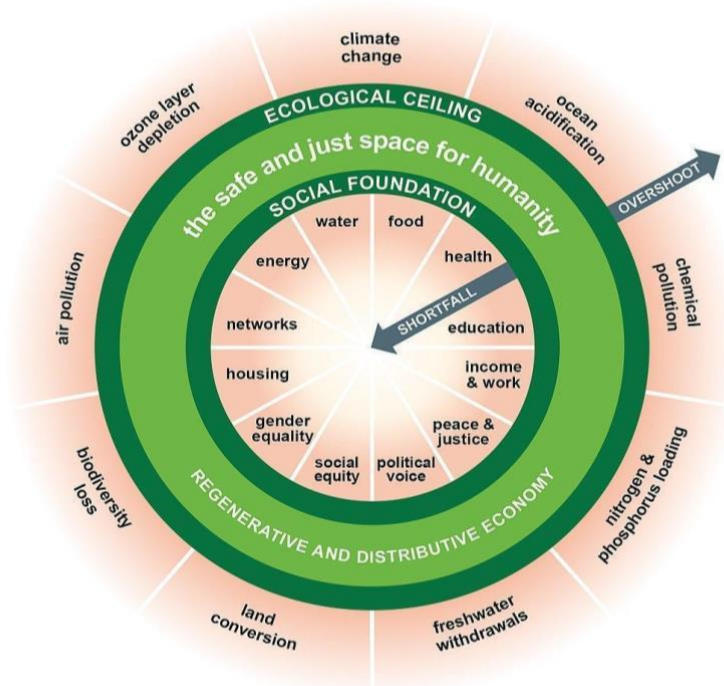 climate
change
ocean
acidification
chemical
pollution
nitrogen &
phosphorus loading
freshwater
withdrawals
land
conversion
biodiversity
loss
air pollution
ozone layer
depletion
OVERSHOOT
ECOLOGICAL CEILING
the safe and just space for humanity
SOCIAL FOUNDATION
water
food
energy
health
SHORTFALL
networks
education
housing
income
& work
gender
equality
peace &
justice
social
equity
political
voice
REGENERATIVE AND DISTRIBUTIVE ECONOMY